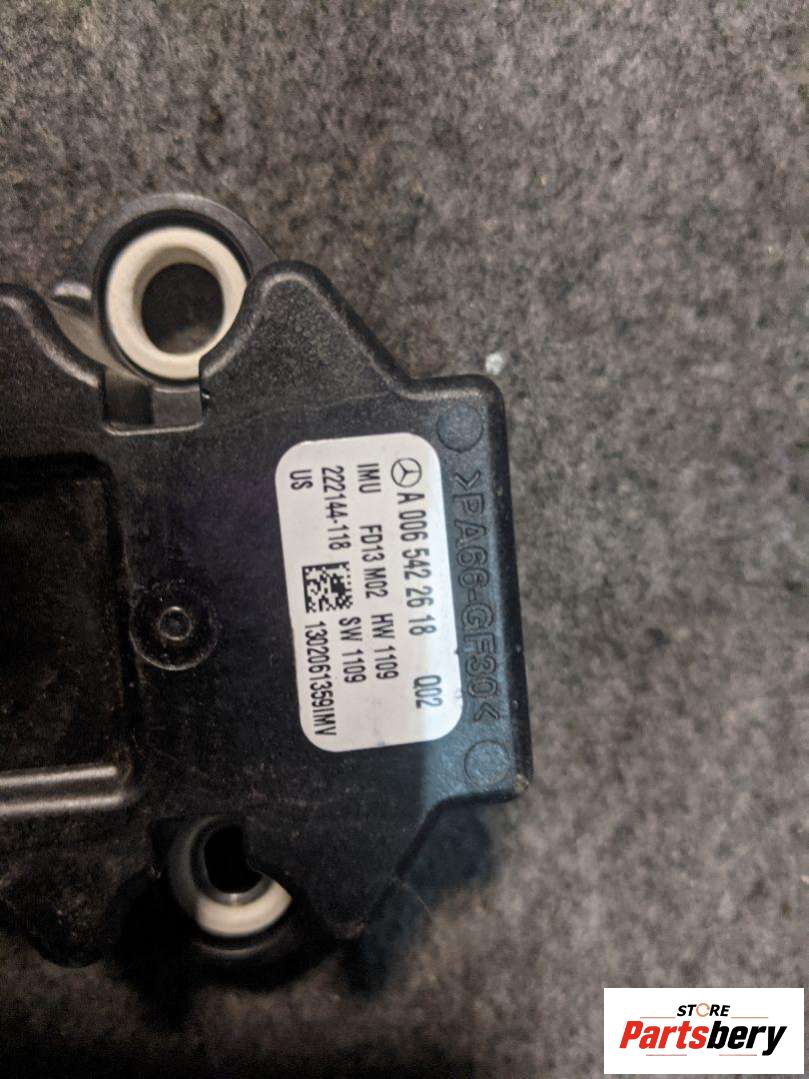 A 006 542 26 18 Q02
IMU FD13 M02 HW 1109
222144-118 SW 1109
US 1302061359IMV
>PA66-GF30<
STORE
Partsbery